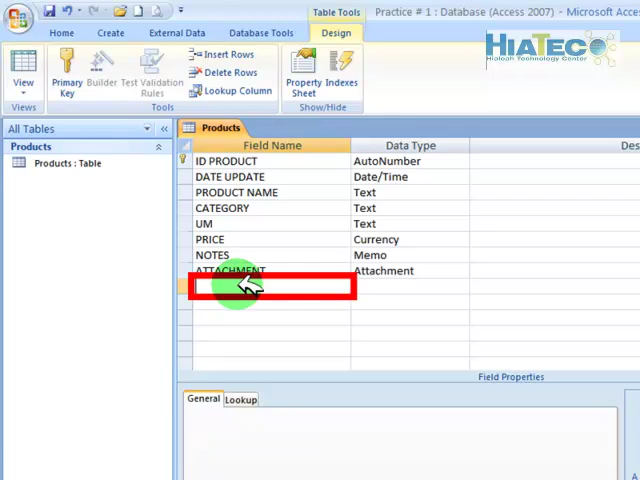 Table Tools
Practice # 1 : Database (Access 2007) - Microsoft Acces
Home
Create
External Data
Database Tools
Design
HIATECO
Hialeah Technology Center
View
Primary Key
Builder
Test Validation Rules
Insert Rows
Delete Rows
Lookup Column
Property Sheet
Indexes
Views
Tools
Show/Hide
All Tables
Products
Products : Table
Products
Field Name
Data Type
Des
ID PRODUCT
AutoNumber
DATE UPDATE
Date/Time
PRODUCT NAME
Text
CATEGORY
Text
UM
Text
PRICE
Currency
NOTES
Memo
ATTACHMENT
Attachment
Field Properties
General
Lookup
A